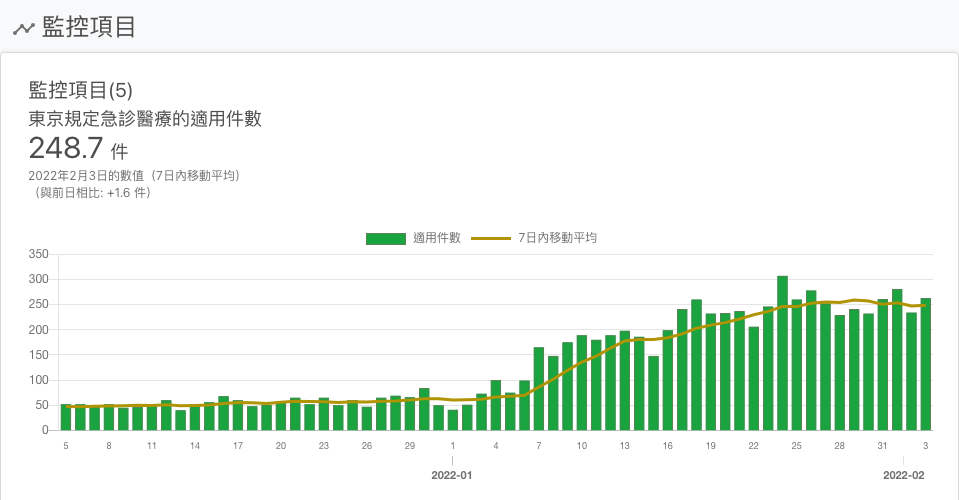 監控項目
監控項目(5)
東京規定急診醫療的適用件數
248.7 件
2022年2月3日的數值（7日內移動平均）
（與前日相比: +1.6 件）
適用件數 7日內移動平均
350
300
250
200
150
100
50
0
5 8 11 14 17 20 23 26 29 1 4 7 10 13 16 19 22 25 28 31 3
2022-01 2022-02